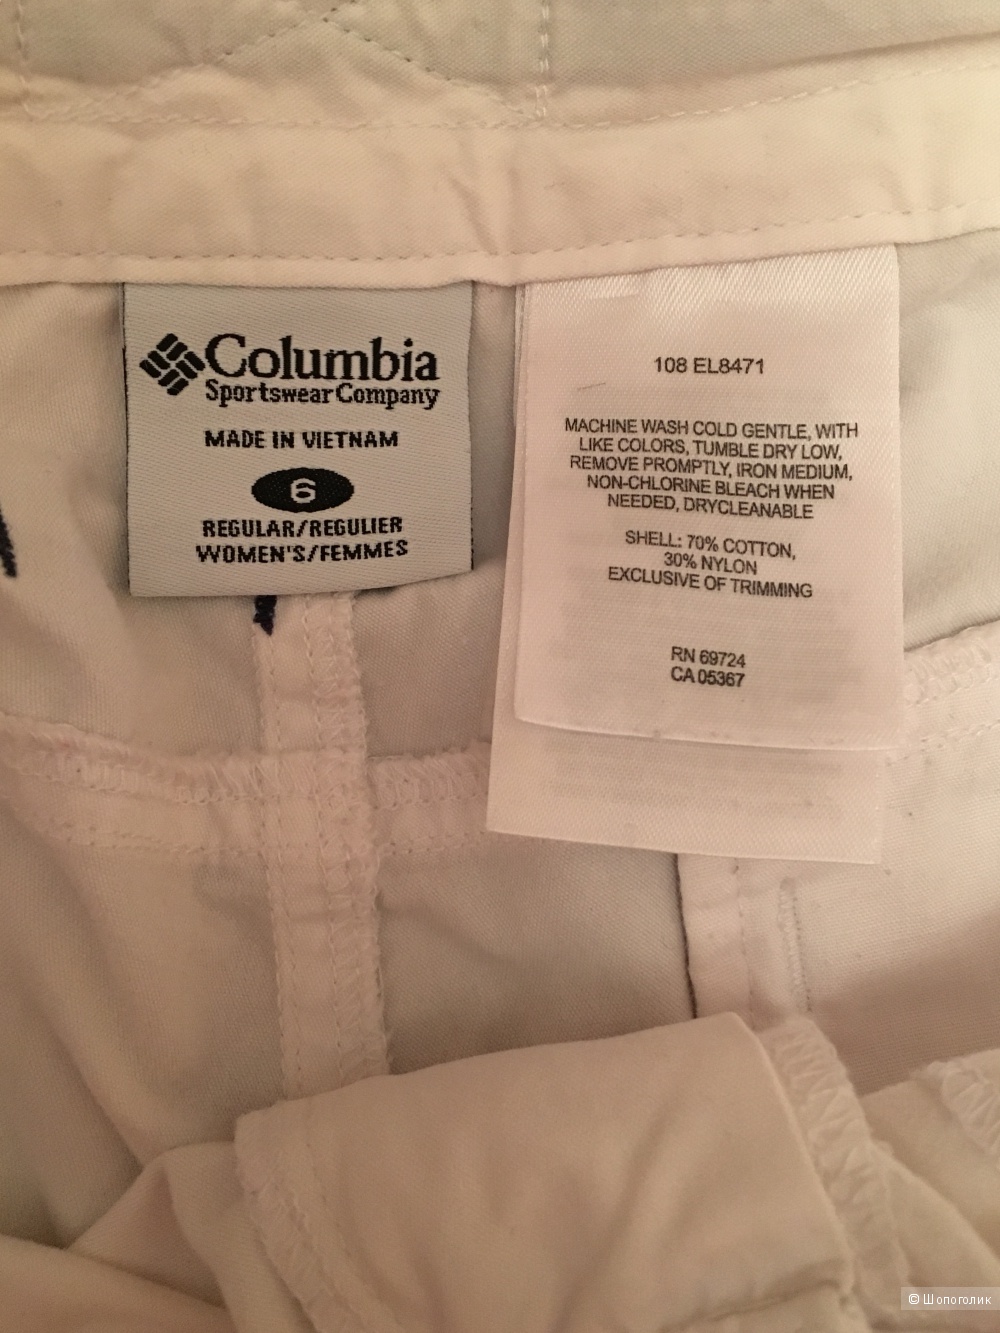 Columbia
Sportswear Company
MADE IN VIETNAM
6
REGULAR/REGULIER
WOMEN'S/FEMMES
108 EL8471
MACHINE WASH COLD GENTLE, WITH
LIKE COLORS, TUMBLE DRY LOW,
REMOVE PROMPTLY, IRON MEDIUM,
NON-CHLORINE BLEACH WHEN
NEEDED, DRYCLEANABLE
SHELL: 70% COTTON,
30% NYLON
EXCLUSIVE OF TRIMMING
RN 69724
CA 05367
© Шопоголик